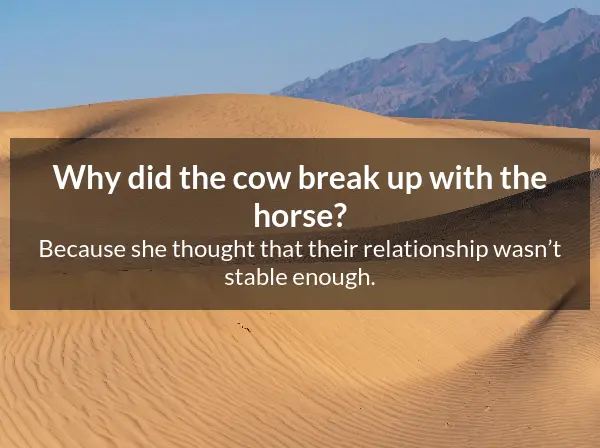 Why did the cow break up with the
horse?
Because she thought that their relationship wasn’t
stable enough.